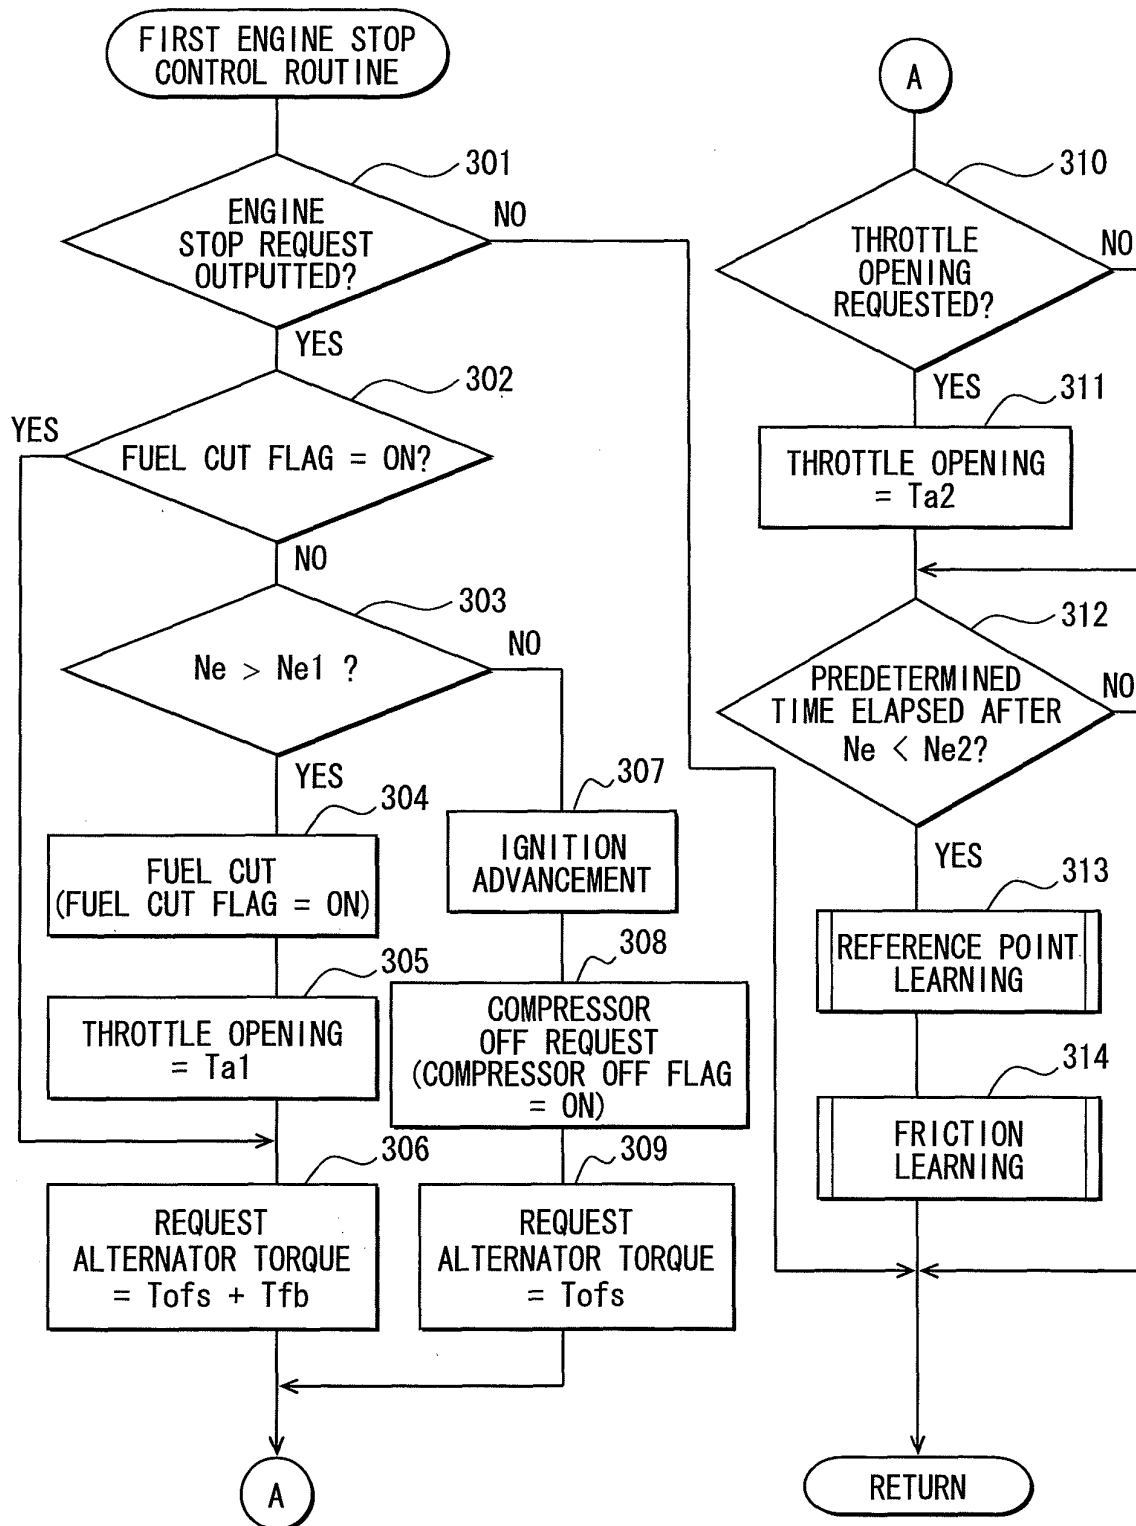 FIRST ENGINE STOP
CONTROL ROUTINE
301
ENGINE
STOP REQUEST
OUTPUTTED?
NO
YES
302
YES
FUEL CUT FLAG = ON?
NO
303
Ne > Ne1 ?
NO
YES
304
FUEL CUT
(FUEL CUT FLAG = ON)
305
THROTTLE OPENING
= Ta1
306
REQUEST
ALTERNATOR TORQUE
= Tofs + Tfb
307
IGNITION
ADVANCEMENT
308
COMPRESSOR
OFF REQUEST
(COMPRESSOR OFF FLAG
= ON)
309
REQUEST
ALTERNATOR TORQUE
= Tofs
A
A
310
THROTTLE
OPENING
REQUESTED?
NO
YES
311
THROTTLE OPENING
= Ta2
312
PREDETERMINED
TIME ELAPSED AFTER
Ne < Ne2?
NO
YES
313
REFERENCE POINT
LEARNING
314
FRICTION
LEARNING
RETURN